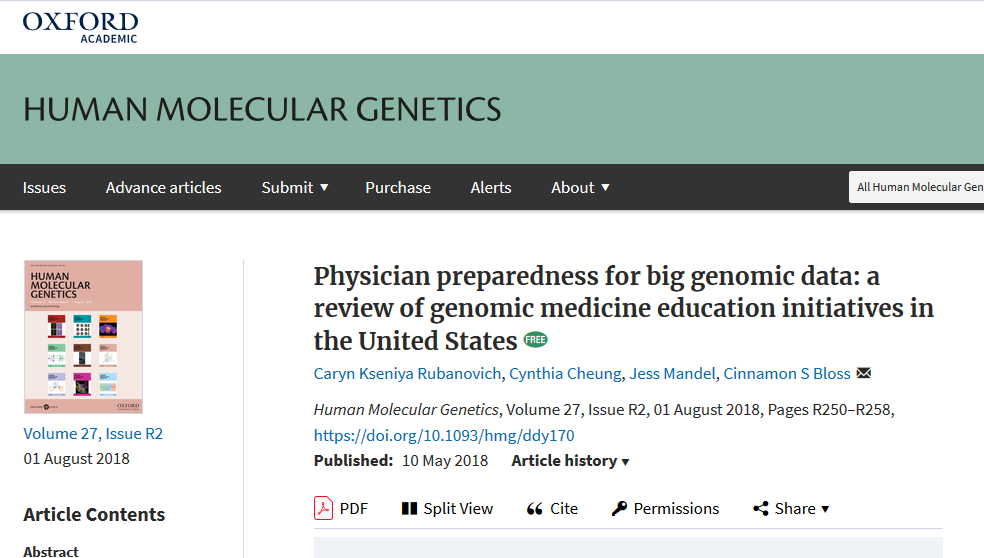 OXFORD
ACADEMIC
HUMAN MOLECULAR GENETICS
Issues Advance articles Submit ▼ Purchase Alerts About ▼ All Human Molecular Gen
HUMAN
MOLECULAR
GENETICS
OXFORD
Volume 27, Issue R2
01 August 2018
Article Contents
Abstract
Physician preparedness for big genomic data: a
review of genomic medicine education initiatives in
the United States FREE
Caryn Kseniya Rubanovich, Cynthia Cheung, Jess Mandel, Cinnamon S Bloss
Human Molecular Genetics, Volume 27, Issue R2, 01 August 2018, Pages R250–R258,
https://doi.org/10.1093/hmg/ddy170
Published: 10 May 2018 Article history ▼
PDF Split View Cite Permissions Share ▼